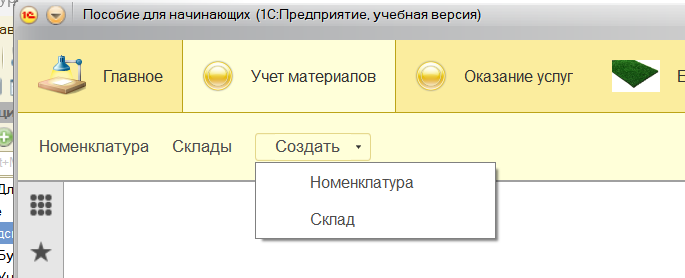 Пособие для начинающих (1С:Предприятие, учебная версия)
Главное
Учет материалов
Оказание услуг
Номенклатура
Склады
Создать
Номенклатура
Склад